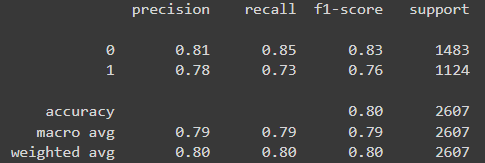 precision recall f1-score support
0 0.81 0.85 0.83 1483
1 0.78 0.73 0.76 1124
accuracy 0.80 2607
macro avg 0.79 0.79 0.79 2607
weighted avg 0.80 0.80 0.80 2607